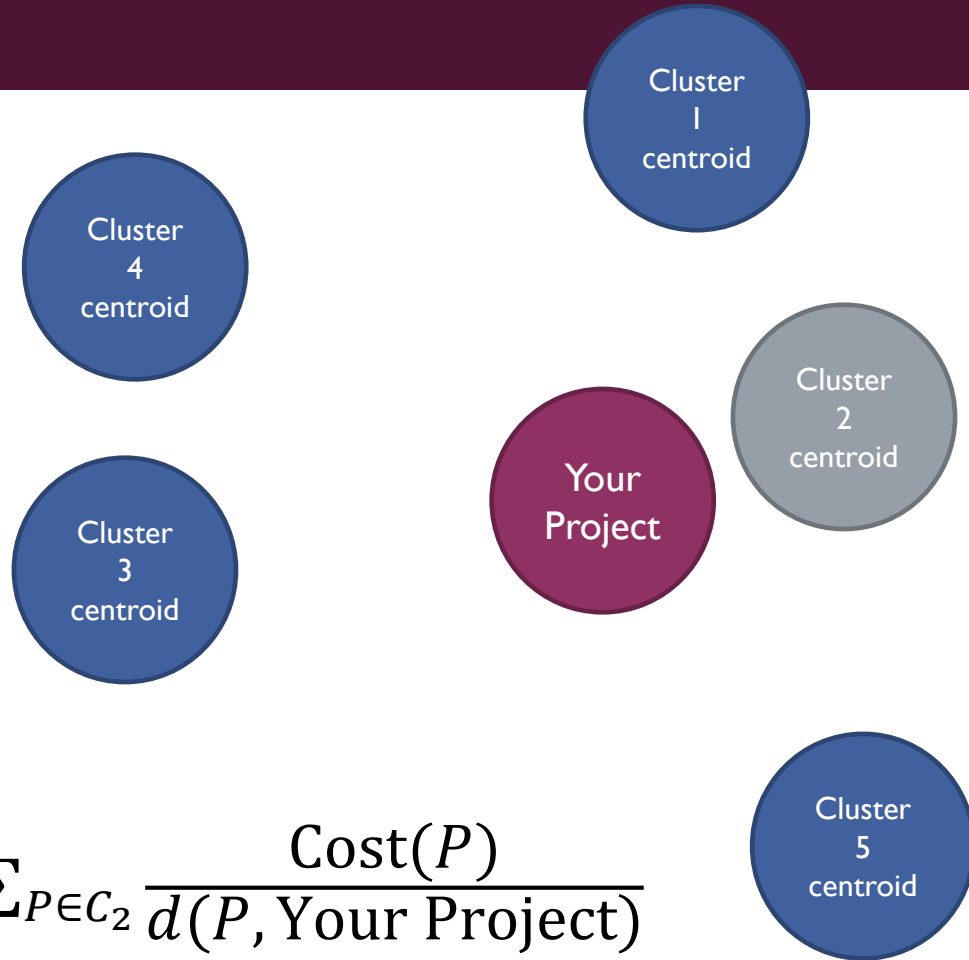 Cluster
1
centroid
Cluster
4
centroid
Cluster
2
centroid
Your
Project
Cluster
3
centroid
Cluster
5
centroid
Σ_{P∈C₂} Cost(P) / d(P, Your Project)